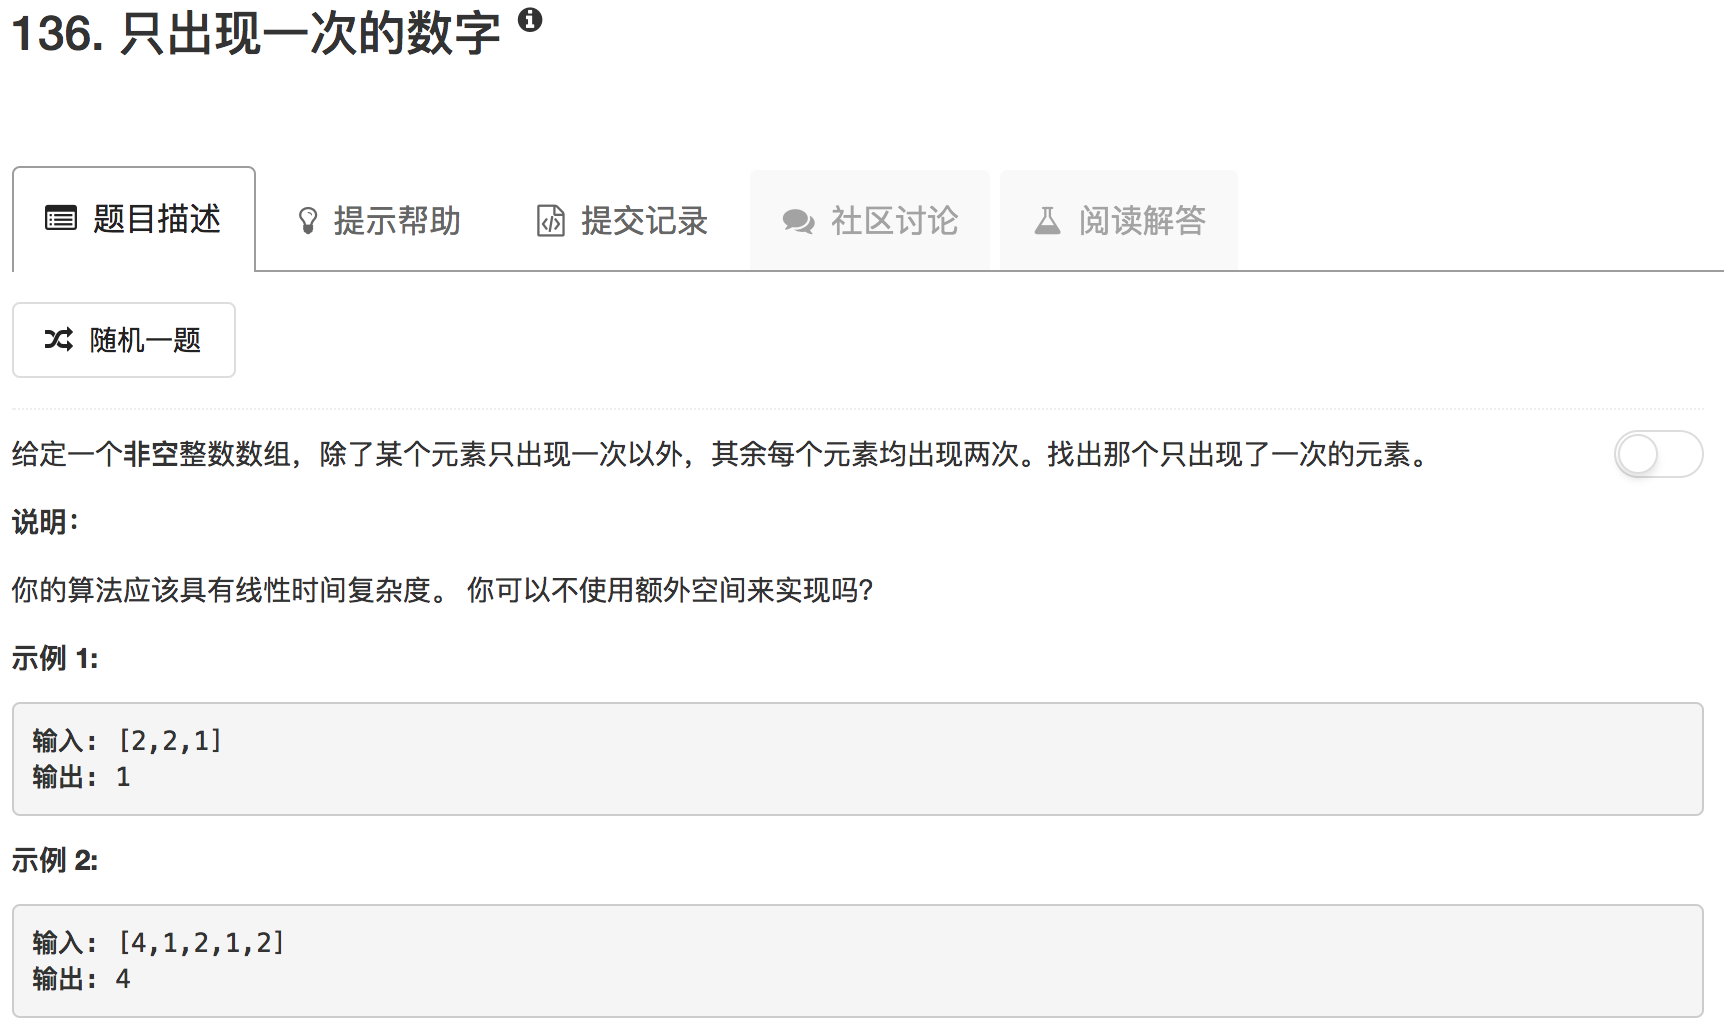 136. 只出现一次的数字
题目描述 提示帮助 提交记录 社区讨论 阅读解答
随机一题
给定一个非空整数数组，除了某个元素只出现一次以外，其余每个元素均出现两次。找出那个只出现了一次的元素。
说明：
你的算法应该具有线性时间复杂度。 你可以不使用额外空间来实现吗?
示例 1:
输入: [2,2,1]
输出: 1
示例 2:
输入: [4,1,2,1,2]
输出: 4